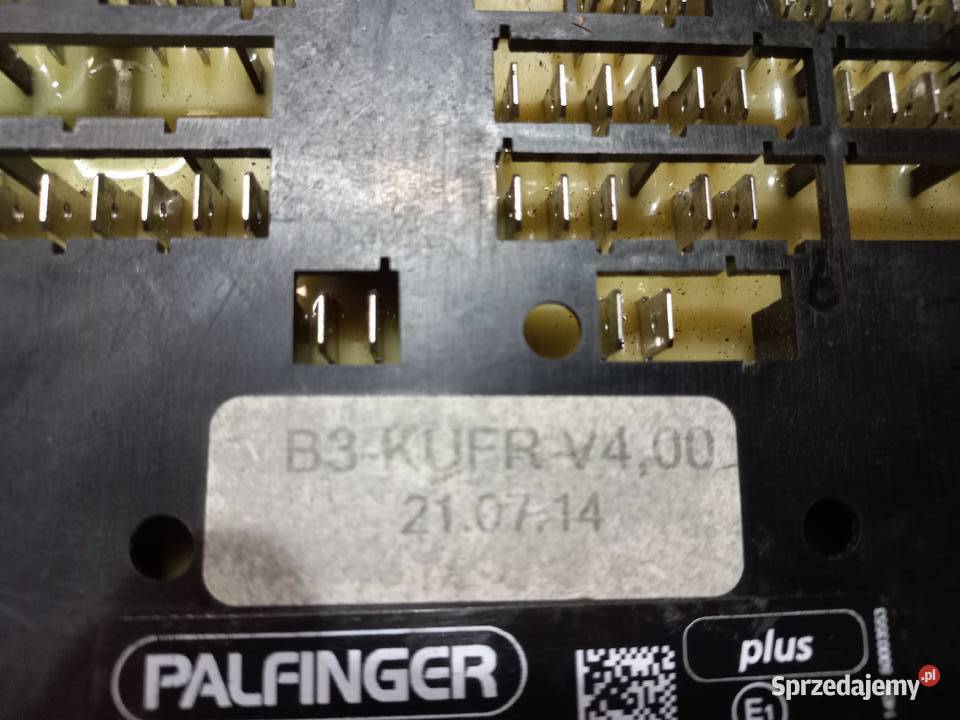 B3-KUFR-V4,00
21.07.14
PALFINGER
plus
E1
Sprzedajemy.pl